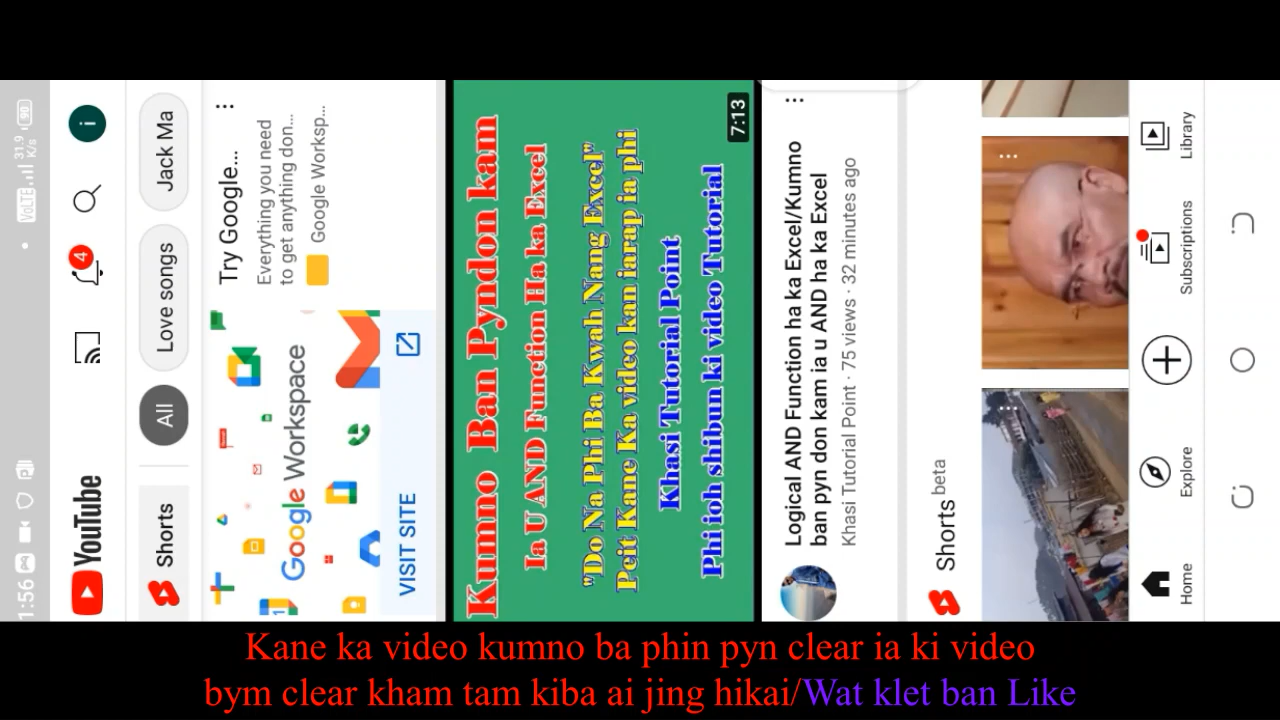 1:56
VoLTE
31.9
K/s
90
YouTube
4
i
Shorts
All
Love songs
Jack Ma
Google Workspace
Try Google...
Everything you need
to get anything don...
Google Worksp...
VISIT SITE
Kumno Ban Pyndon kam
Ia U AND Function Ha ka Excel
"Do Na Phi Ba Kwah Nang Excel"
Peit Kane Ka video kan iarap ia phi
Khasi Tutorial Point
Phi ioh shibun ki video Tutorial
7:13
Logical AND Function ha ka Excel/Kumno
ban pyn don kam ia u AND ha ka Excel
Khasi Tutorial Point · 75 views · 32 minutes ago
Shorts beta
Home
Explore
Subscriptions
Library
Kane ka video kumno ba phin pyn clear ia ki video
bym clear kham tam kiba ai jing hikai/Wat klet ban Like